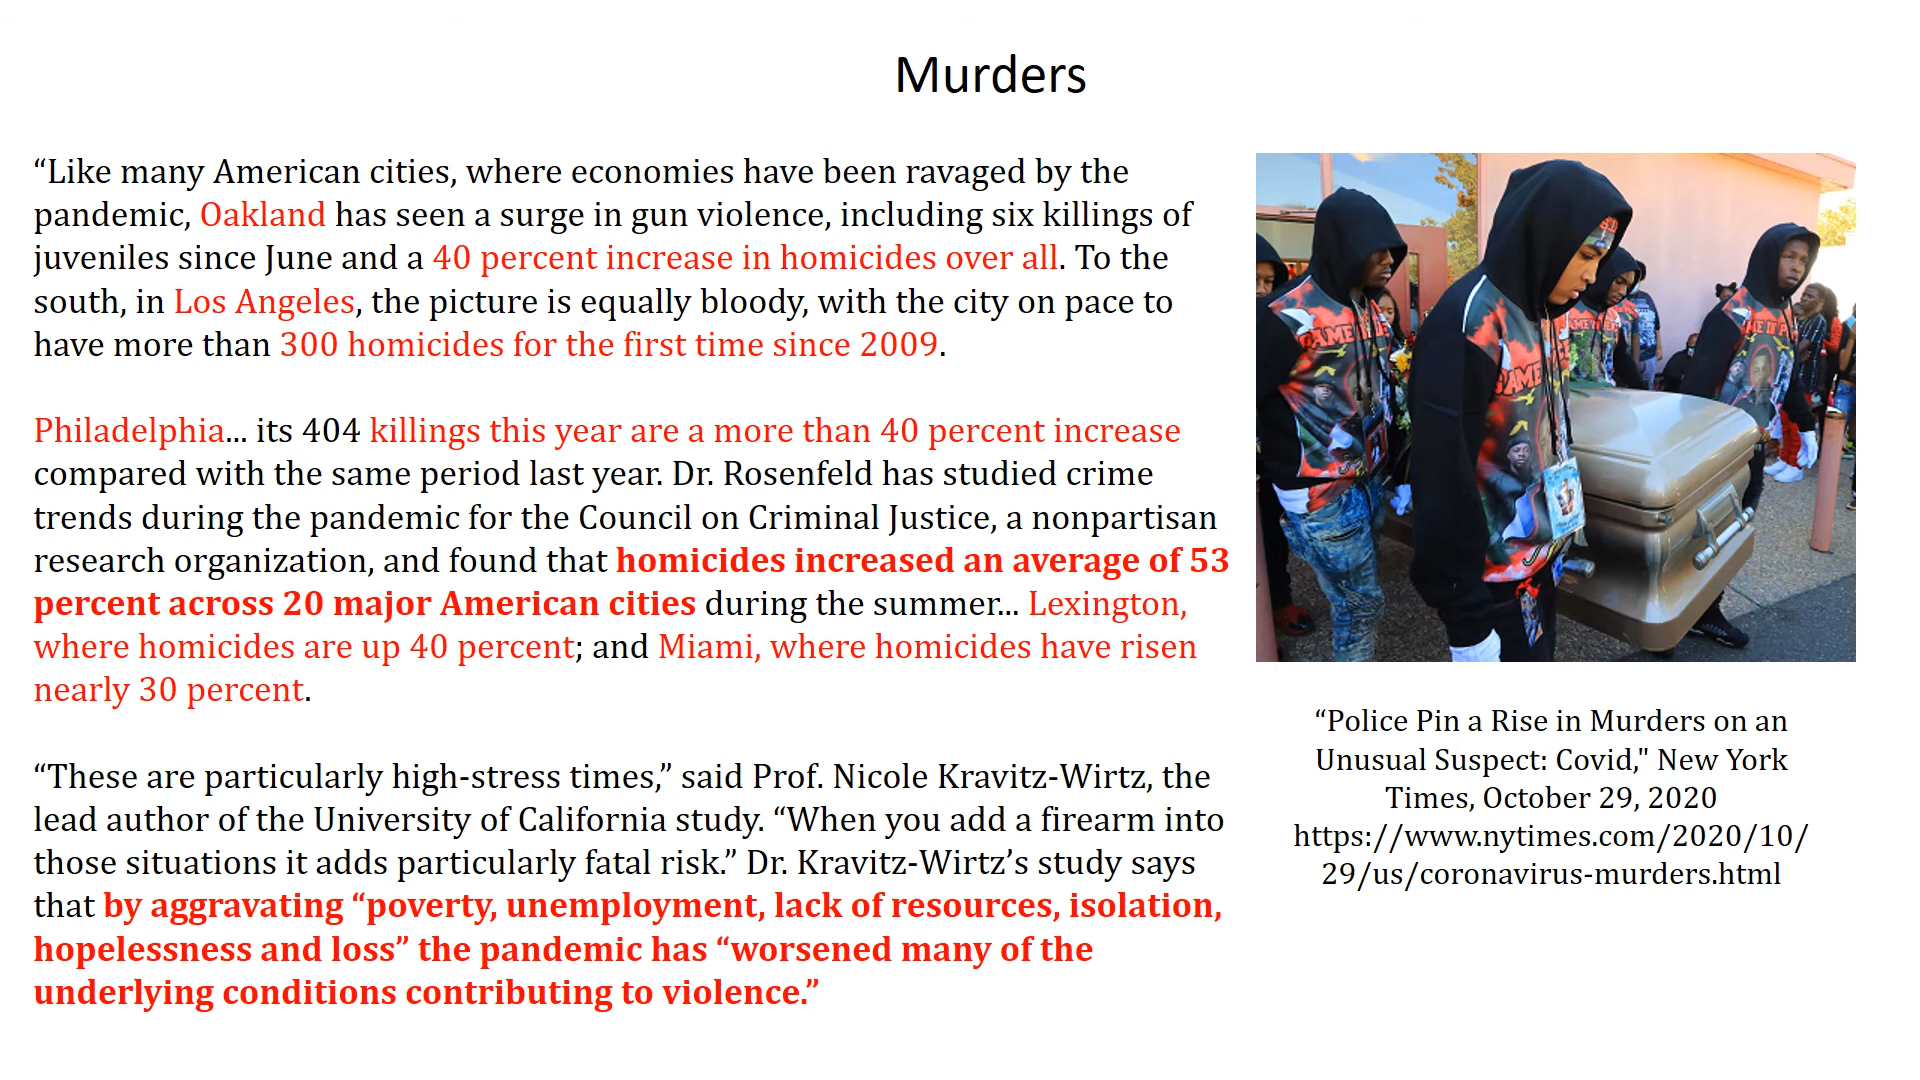 Murders
“Like many American cities, where economies have been ravaged by the
pandemic, Oakland has seen a surge in gun violence, including six killings of
juveniles since June and a 40 percent increase in homicides over all. To the
south, in Los Angeles, the picture is equally bloody, with the city on pace to
have more than 300 homicides for the first time since 2009.
Philadelphia... its 404 killings this year are a more than 40 percent increase
compared with the same period last year. Dr. Rosenfeld has studied crime
trends during the pandemic for the Council on Criminal Justice, a nonpartisan
research organization, and found that homicides increased an average of 53
percent across 20 major American cities during the summer... Lexington,
where homicides are up 40 percent; and Miami, where homicides have risen
nearly 30 percent.
“These are particularly high-stress times,” said Prof. Nicole Kravitz-Wirtz, the
lead author of the University of California study. “When you add a firearm into
those situations it adds particularly fatal risk.” Dr. Kravitz-Wirtz’s study says
that by aggravating “poverty, unemployment, lack of resources, isolation,
hopelessness and loss” the pandemic has “worsened many of the
underlying conditions contributing to violence.”
“Police Pin a Rise in Murders on an
Unusual Suspect: Covid," New York
Times, October 29, 2020
https://www.nytimes.com/2020/10/
29/us/coronavirus-murders.html